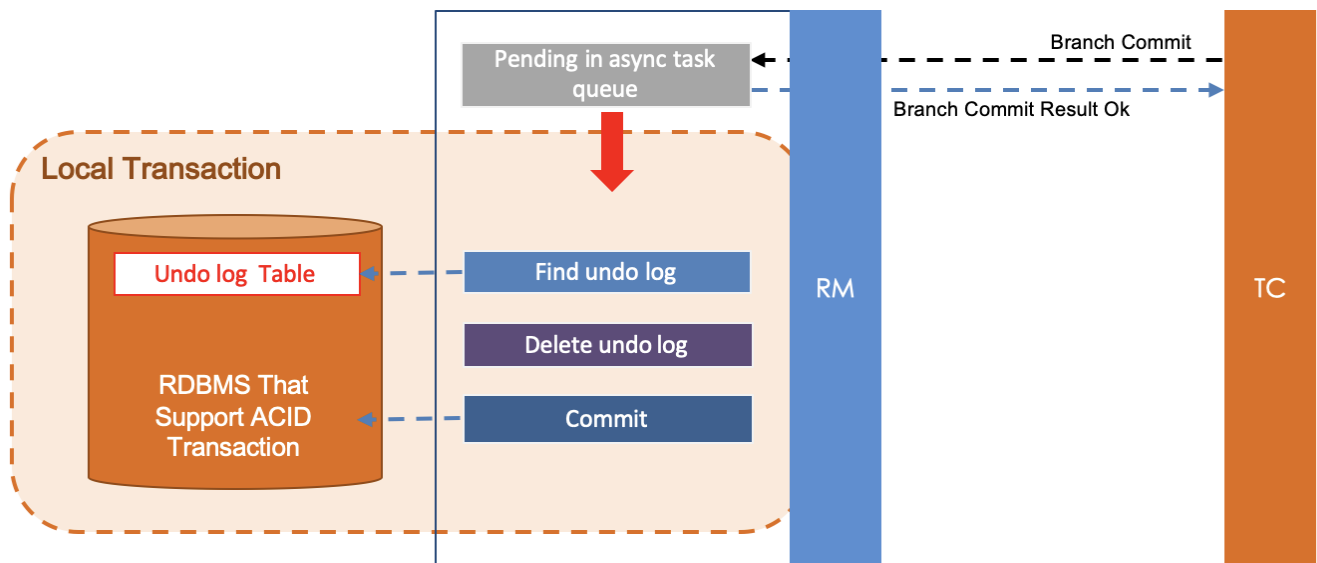 Branch Commit
Pending in async task
queue
Branch Commit Result Ok
Local Transaction
Undo log Table
Find undo log
RM
TC
Delete undo log
RDBMS That
Support ACID
Transaction
Commit